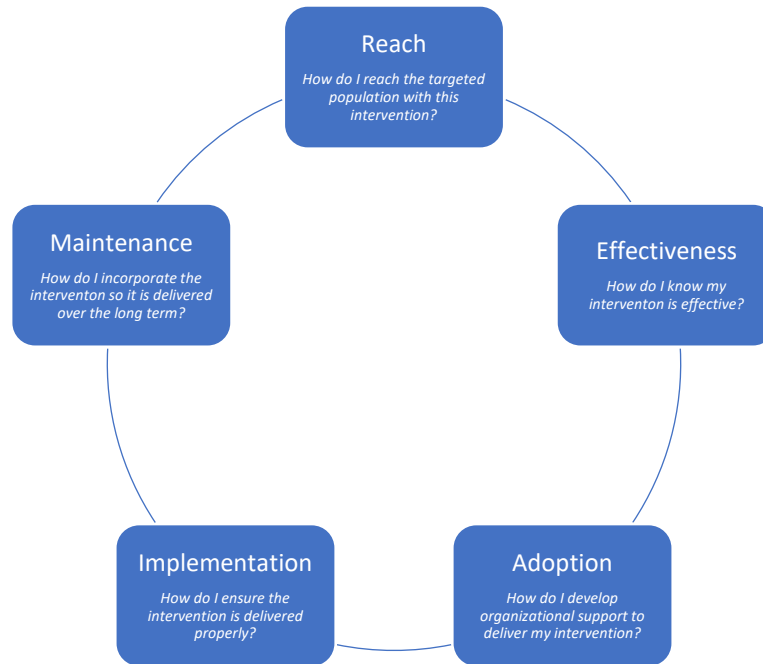 Reach
How do I reach the targeted
population with this
intervention?
Effectiveness
How do I know my
interventon is effective?
Adoption
How do I develop
organizational support to
deliver my intervention?
Implementation
How do I ensure the
intervention is delivered
properly?
Maintenance
How do I incorporate the
interventon so it is delivered
over the long term?